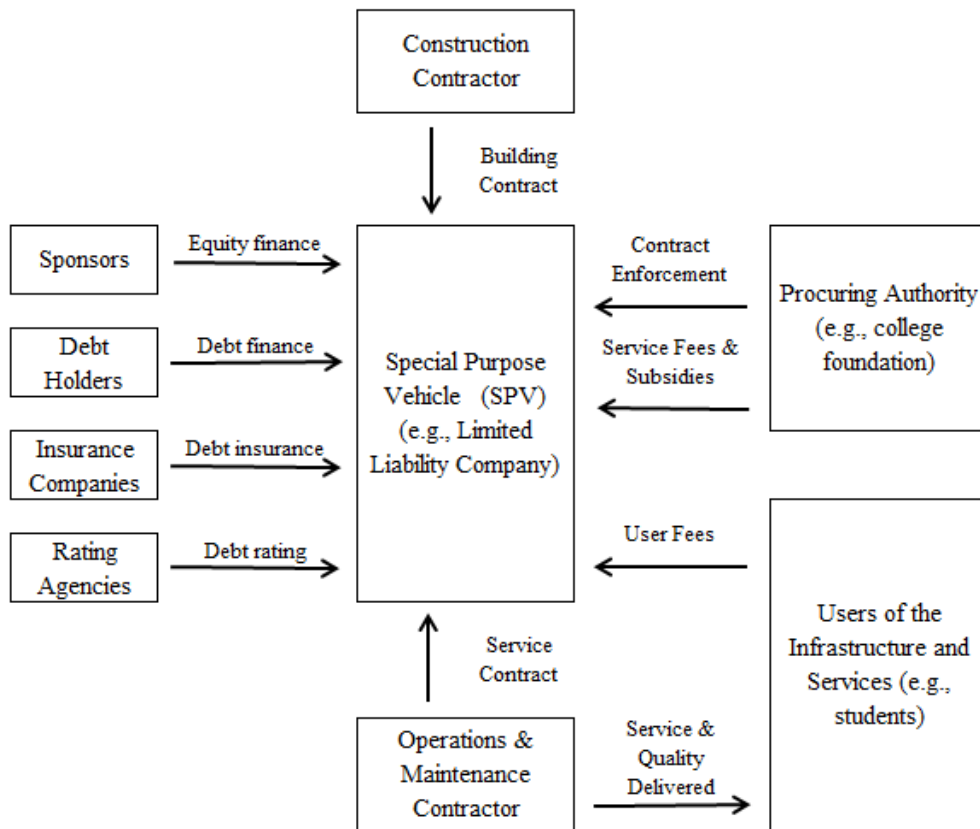 Construction
Contractor
Building
Contract
Sponsors
Equity finance
Debt
Holders
Debt finance
Insurance
Companies
Debt insurance
Rating
Agencies
Debt rating
Special Purpose
Vehicle (SPV)
(e.g., Limited
Liability Company)
Contract
Enforcement
Service Fees &
Subsidies
Procuring Authority
(e.g., college
foundation)
User Fees
Users of the
Infrastructure and
Services (e.g.,
students)
Service
Contract
Operations &
Maintenance
Contractor
Service &
Quality
Delivered